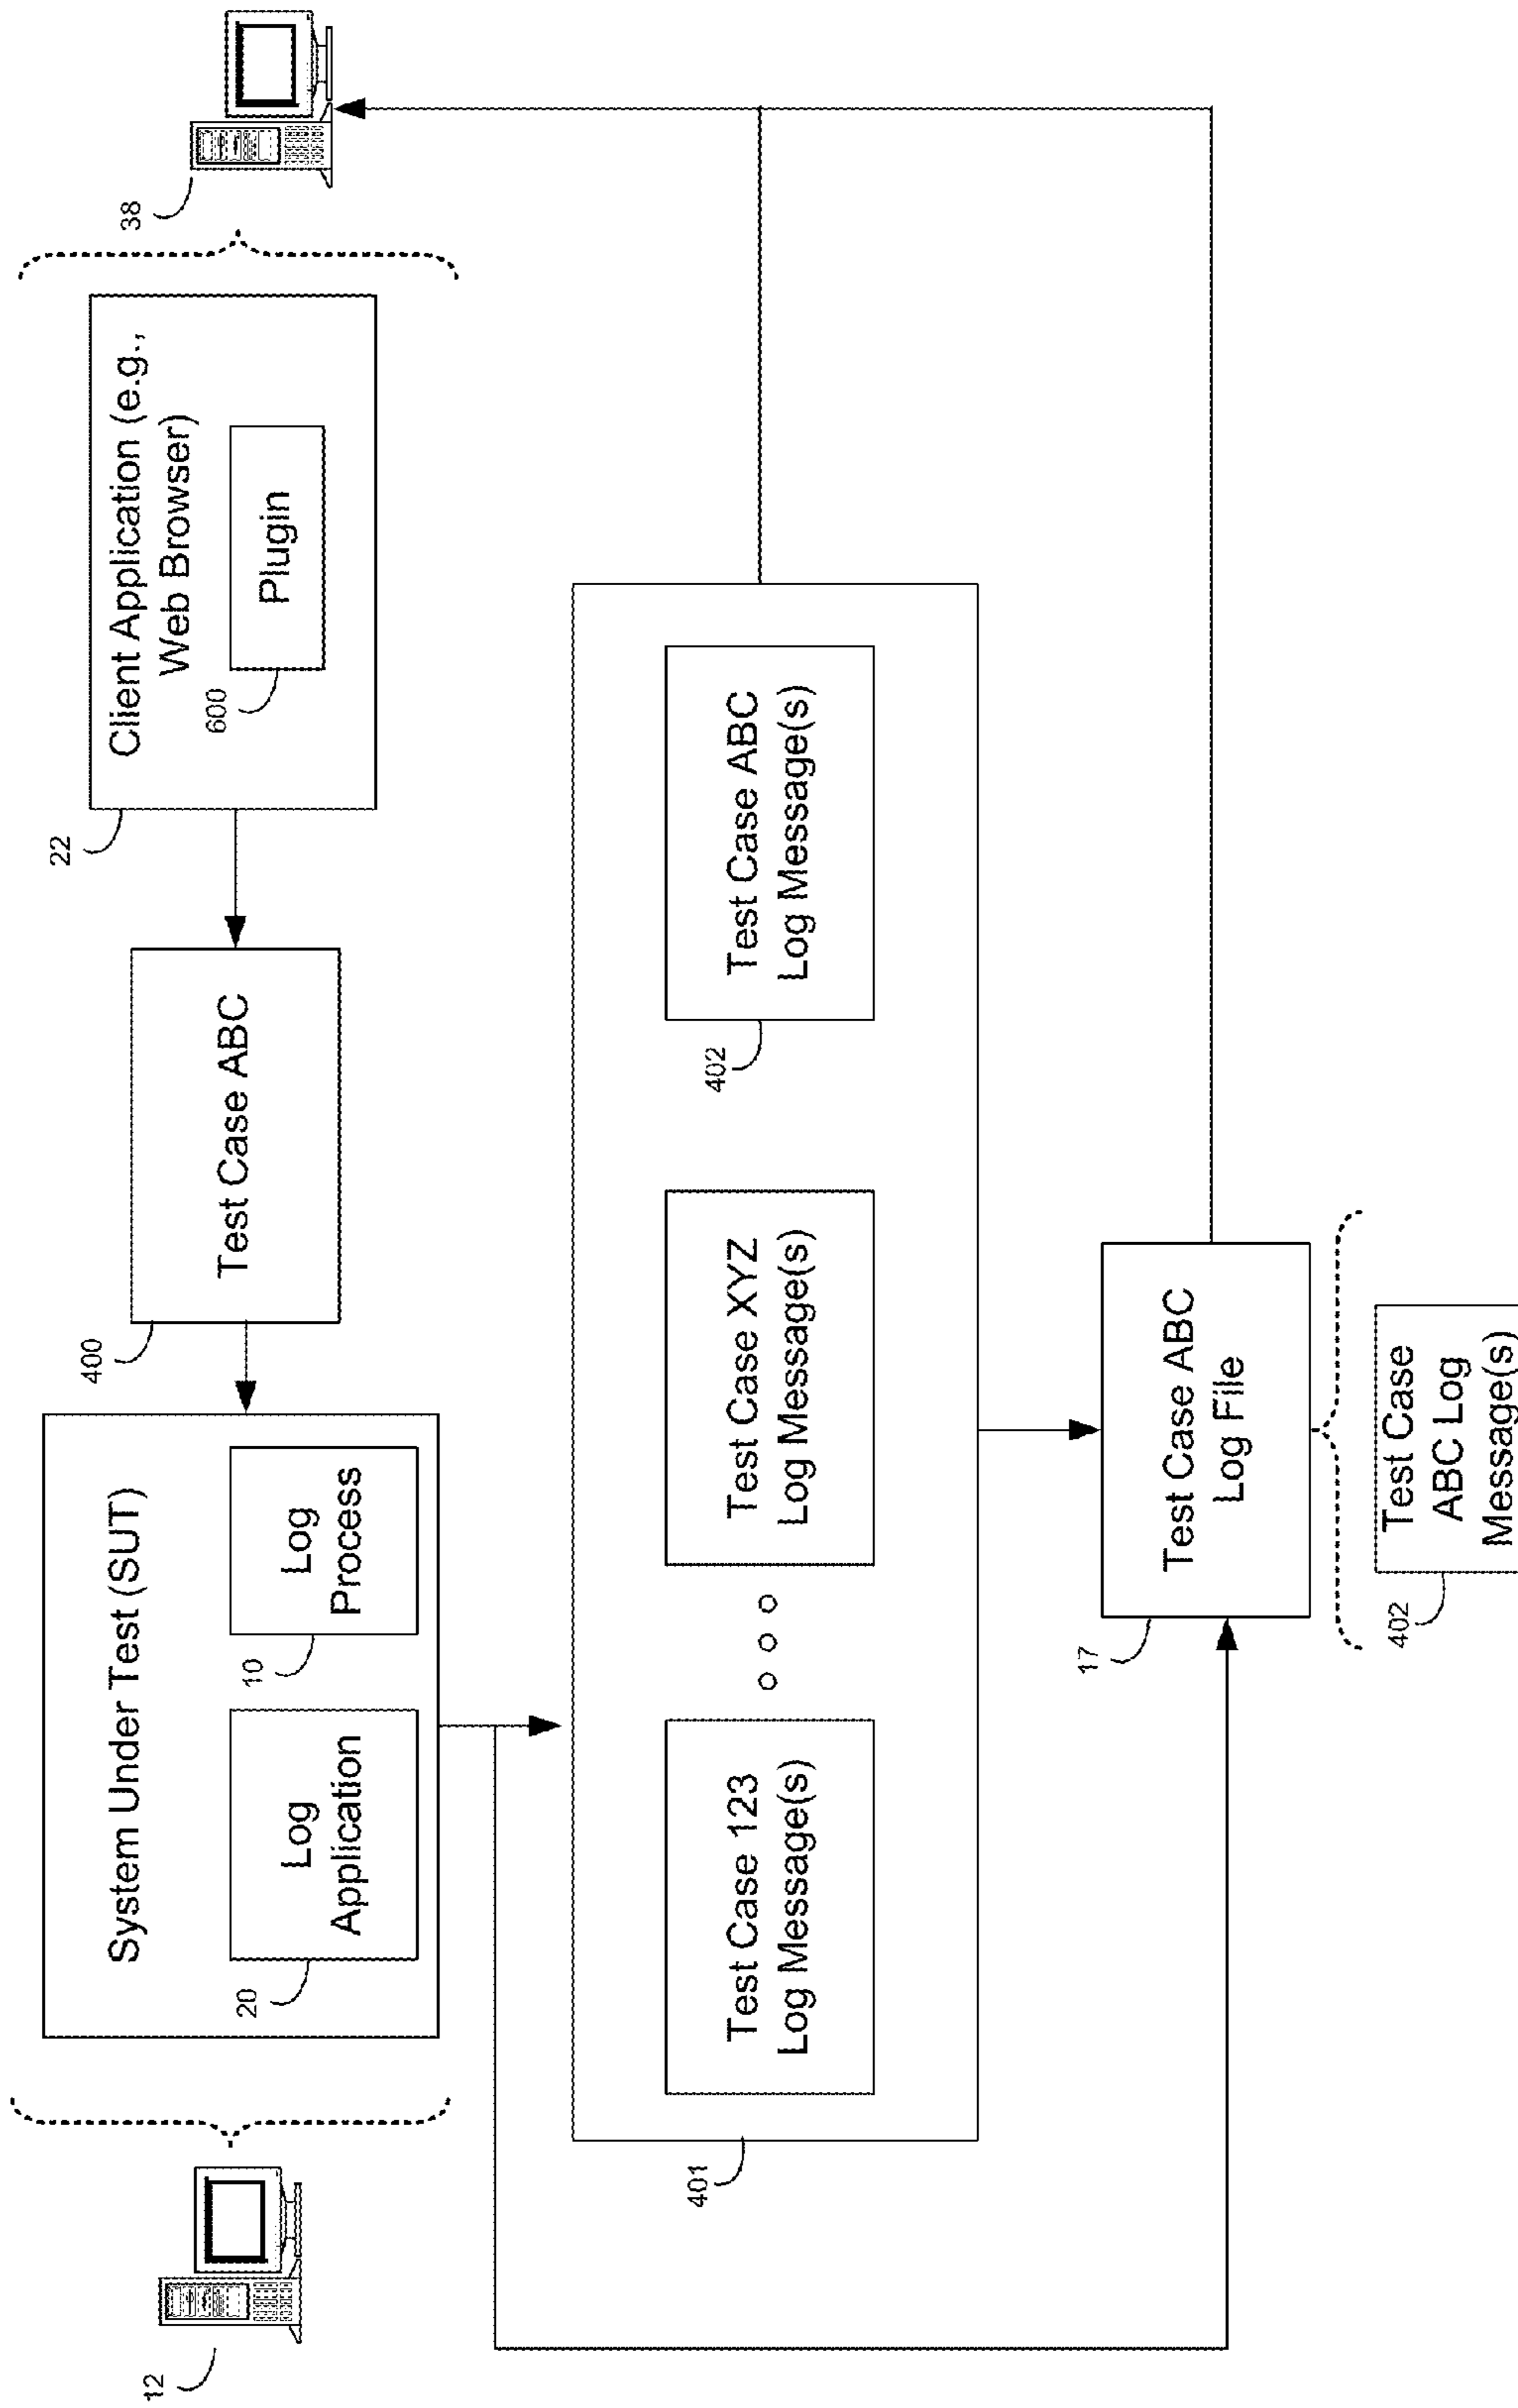 12
System Under Test (SUT)
20
Log
Application
10
Log
Process
400
Test Case ABC
22
Client Application (e.g.,
Web Browser)
600
Plugin
38
401
Test Case 123
Log Message(s)
Test Case XYZ
Log Message(s)
402
Test Case ABC
Log Message(s)
17
Test Case ABC
Log File
402
Test Case
ABC Log
Message(s)